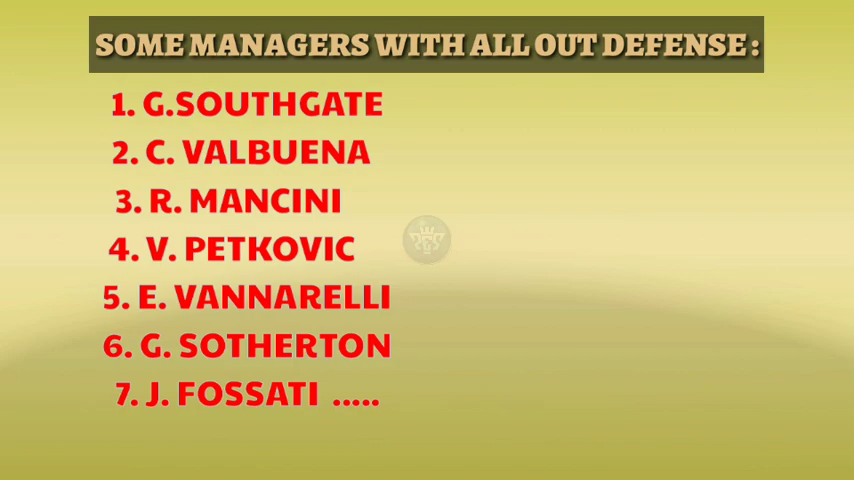 SOME MANAGERS WITH ALL OUT DEFENSE :
1. G.SOUTHGATE
2. C. VALBUENA
3. R. MANCINI
4. V. PETKOVIC
5. E. VANNARELLI
6. G. SOTHERTON
7. J. FOSSATI .....